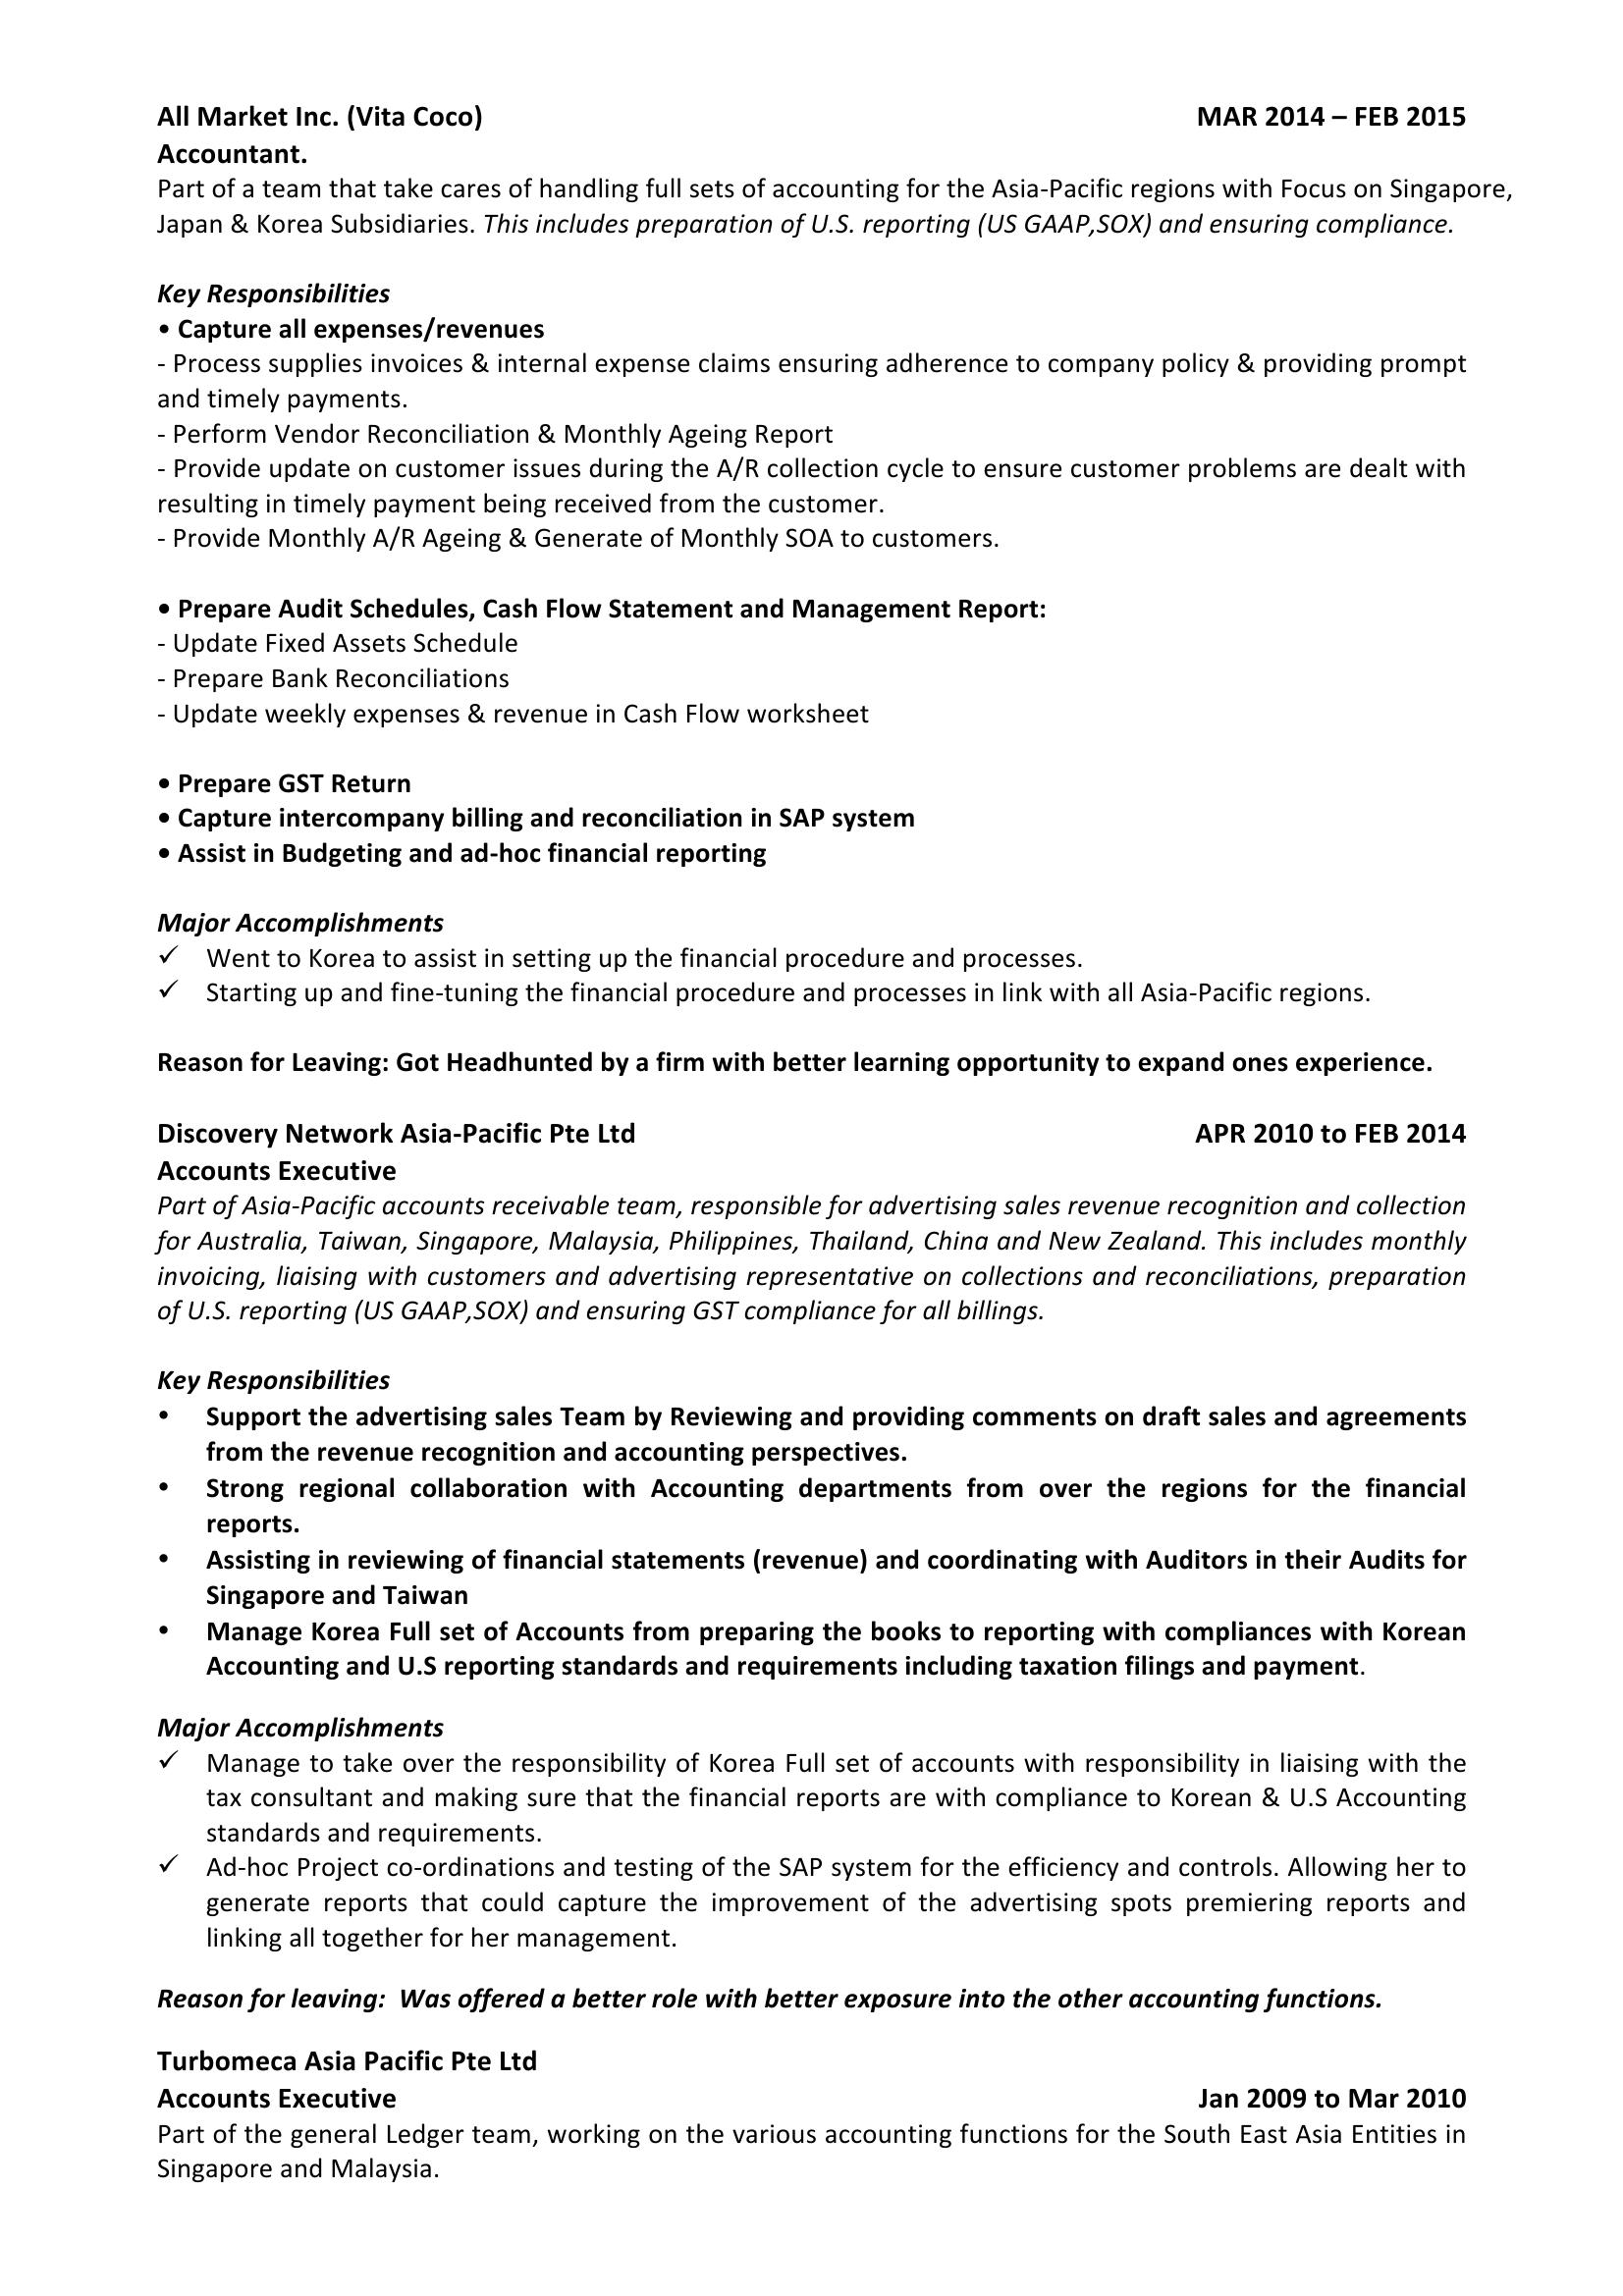 All Market Inc. (Vita Coco) MAR 2014 – FEB 2015
Accountant.
Part of a team that take cares of handling full sets of accounting for the Asia-Pacific regions with Focus on Singapore,
Japan & Korea Subsidiaries. This includes preparation of U.S. reporting (US GAAP,SOX) and ensuring compliance.
Key Responsibilities
• Capture all expenses/revenues
- Process supplies invoices & internal expense claims ensuring adherence to company policy & providing prompt
and timely payments.
- Perform Vendor Reconciliation & Monthly Ageing Report
- Provide update on customer issues during the A/R collection cycle to ensure customer problems are dealt with
resulting in timely payment being received from the customer.
- Provide Monthly A/R Ageing & Generate of Monthly SOA to customers.
• Prepare Audit Schedules, Cash Flow Statement and Management Report:
- Update Fixed Assets Schedule
- Prepare Bank Reconciliations
- Update weekly expenses & revenue in Cash Flow worksheet
• Prepare GST Return
• Capture intercompany billing and reconciliation in SAP system
• Assist in Budgeting and ad-hoc financial reporting
Major Accomplishments
✓ Went to Korea to assist in setting up the financial procedure and processes.
✓ Starting up and fine-tuning the financial procedure and processes in link with all Asia-Pacific regions.
Reason for Leaving: Got Headhunted by a firm with better learning opportunity to expand ones experience.
Discovery Network Asia-Pacific Pte Ltd APR 2010 to FEB 2014
Accounts Executive
Part of Asia-Pacific accounts receivable team, responsible for advertising sales revenue recognition and collection
for Australia, Taiwan, Singapore, Malaysia, Philippines, Thailand, China and New Zealand. This includes monthly
invoicing, liaising with customers and advertising representative on collections and reconciliations, preparation
of U.S. reporting (US GAAP,SOX) and ensuring GST compliance for all billings.
Key Responsibilities
• Support the advertising sales Team by Reviewing and providing comments on draft sales and agreements
from the revenue recognition and accounting perspectives.
• Strong regional collaboration with Accounting departments from over the regions for the financial
reports.
• Assisting in reviewing of financial statements (revenue) and coordinating with Auditors in their Audits for
Singapore and Taiwan
• Manage Korea Full set of Accounts from preparing the books to reporting with compliances with Korean
Accounting and U.S reporting standards and requirements including taxation filings and payment.
Major Accomplishments
✓ Manage to take over the responsibility of Korea Full set of accounts with responsibility in liaising with the
tax consultant and making sure that the financial reports are with compliance to Korean & U.S Accounting
standards and requirements.
✓ Ad-hoc Project co-ordinations and testing of the SAP system for the efficiency and controls. Allowing her to
generate reports that could capture the improvement of the advertising spots premiering reports and
linking all together for her management.
Reason for leaving:  Was offered a better role with better exposure into the other accounting functions.
Turbomeca Asia Pacific Pte Ltd
Accounts Executive Jan 2009 to Mar 2010
Part of the general Ledger team, working on the various accounting functions for the South East Asia Entities in
Singapore and Malaysia.